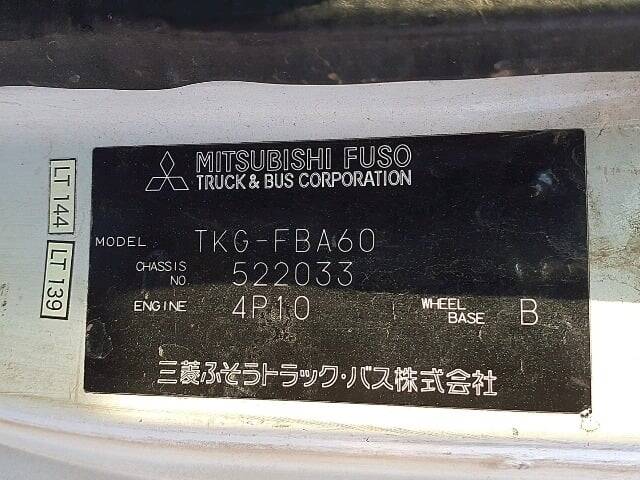 MITSUBISHI FUSO
TRUCK & BUS CORPORATION
MODEL TKG-FBA60
CHASSIS NO. 522033
ENGINE 4P10 WHEEL BASE B
三菱ふそうトラック・バス株式会社
LT 144
LT 139